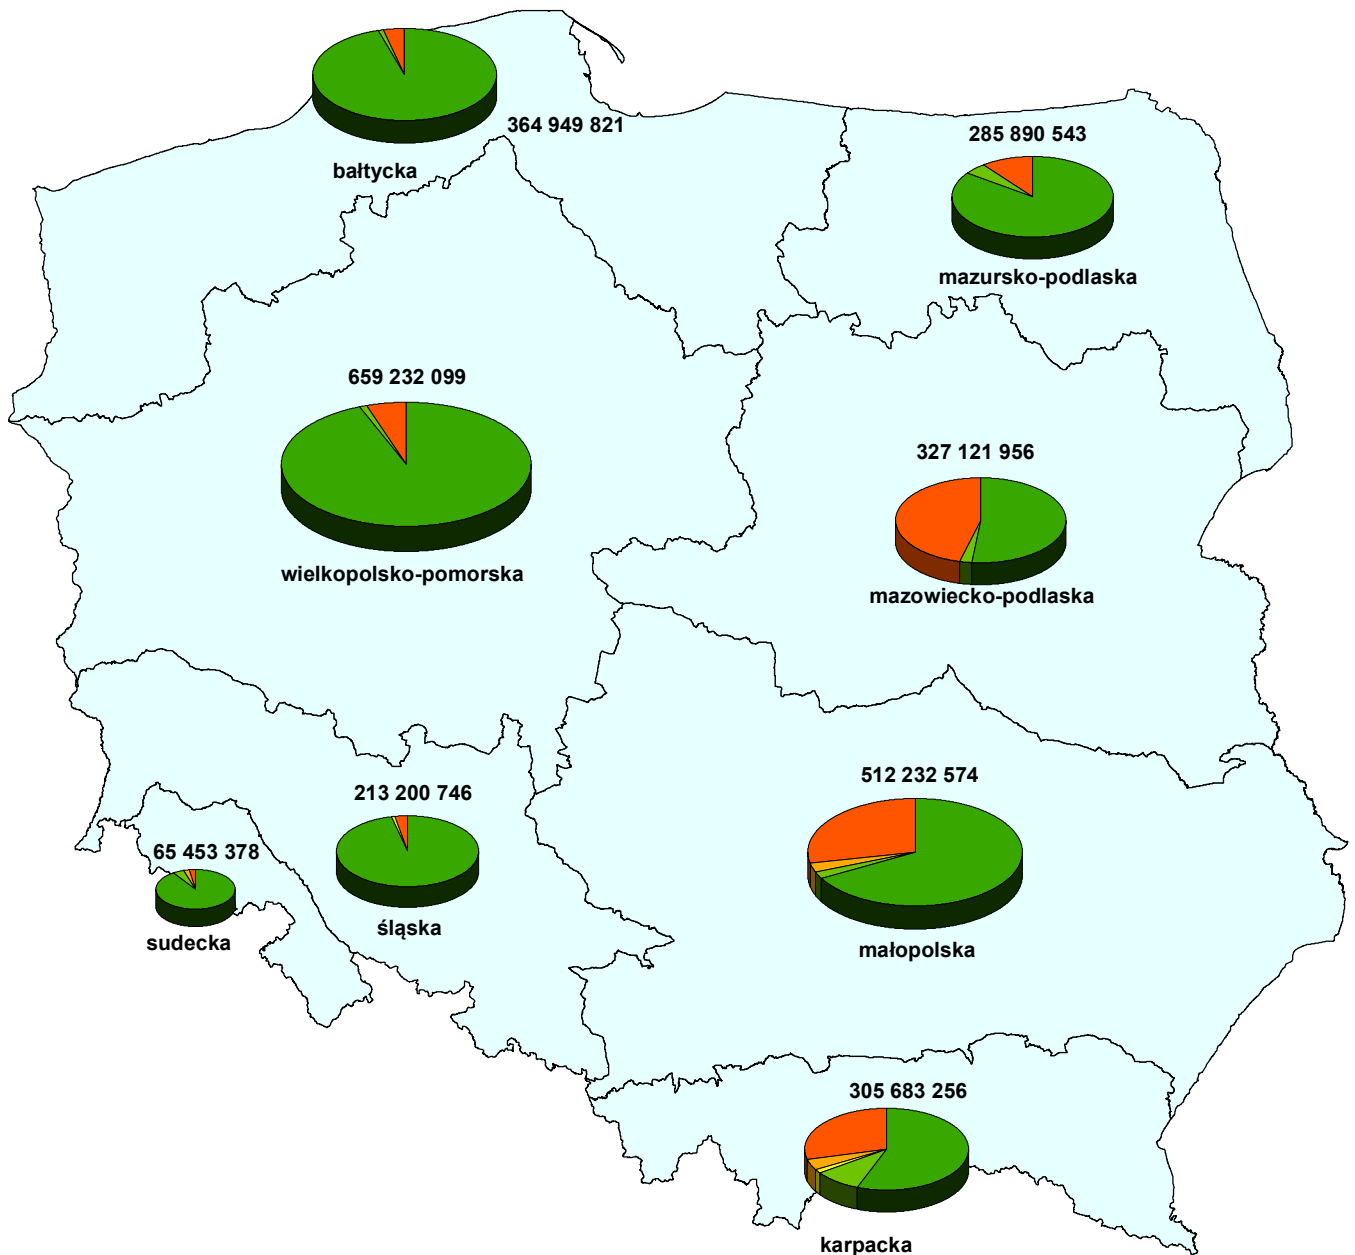 364 949 821
bałtycka
285 890 543
mazursko-podlaska
659 232 099
wielkopolsko-pomorska
327 121 956
mazowiecko-podlaska
512 232 574
małopolska
213 200 746
śląska
65 453 378
sudecka
305 683 256
karpacka